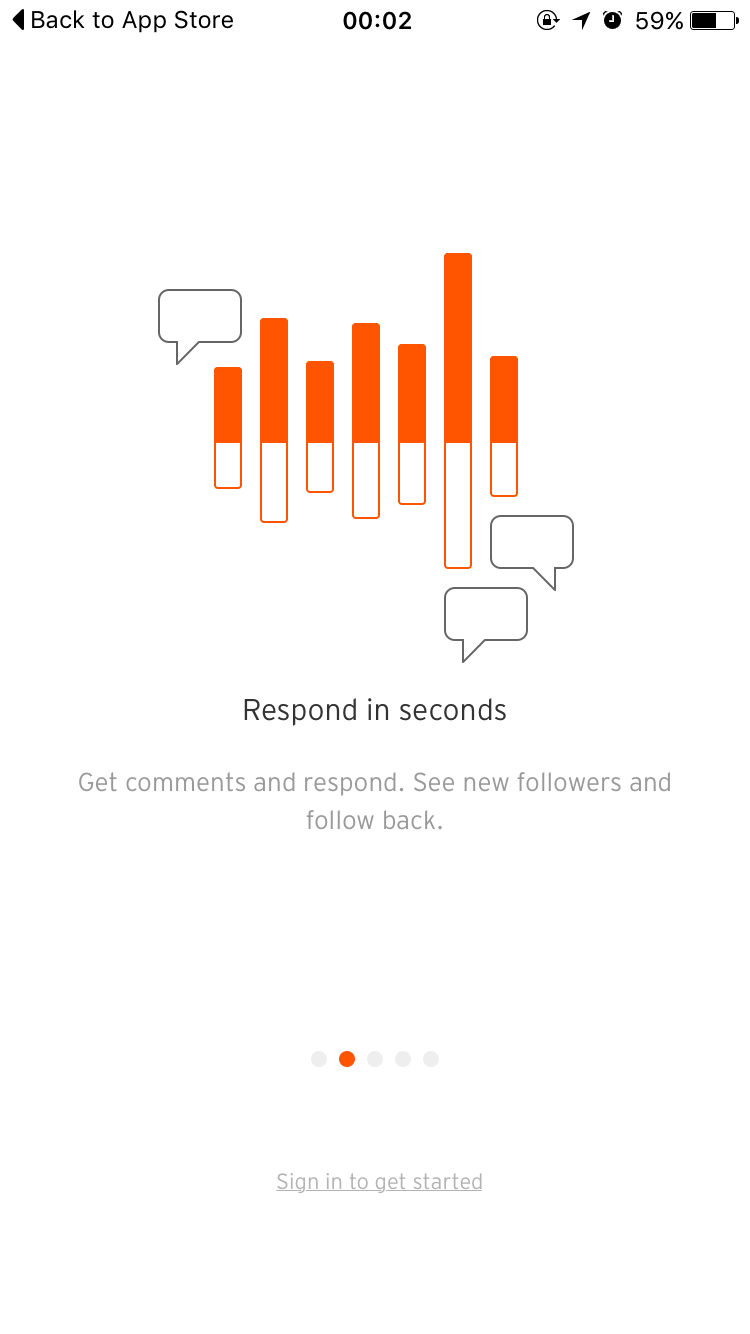 Back to App Store 00:02 59%
Respond in seconds
Get comments and respond. See new followers and
follow back.
Sign in to get started